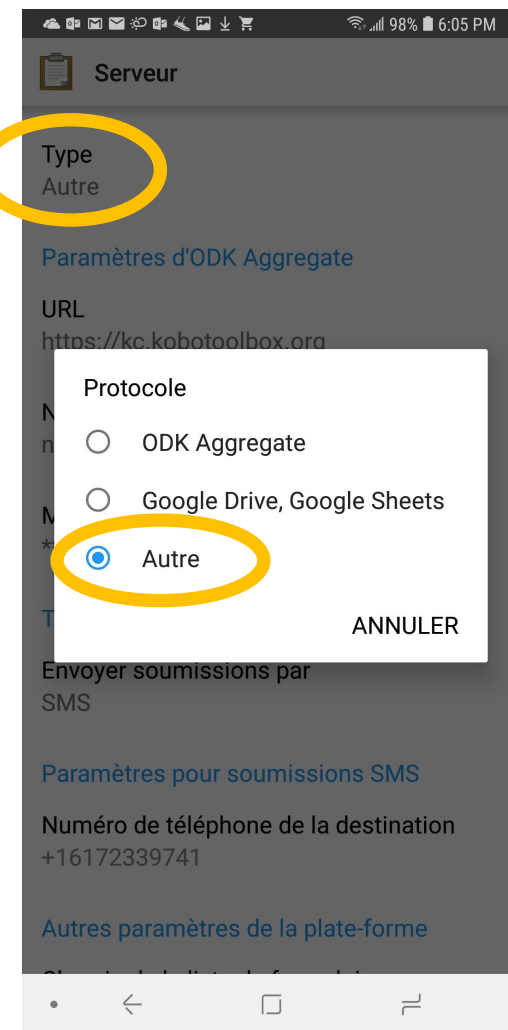 98% 6:05 PM
Serveur
Type
Autre
Paramètres d'ODK Aggregate
URL
https://kc.kobotoolbox.org
Protocole
ODK Aggregate
Google Drive, Google Sheets
Autre
ANNULER
Envoyer soumissions par
SMS
Paramètres pour soumissions SMS
Numéro de téléphone de la destination
+16172339741
Autres paramètres de la plate-forme